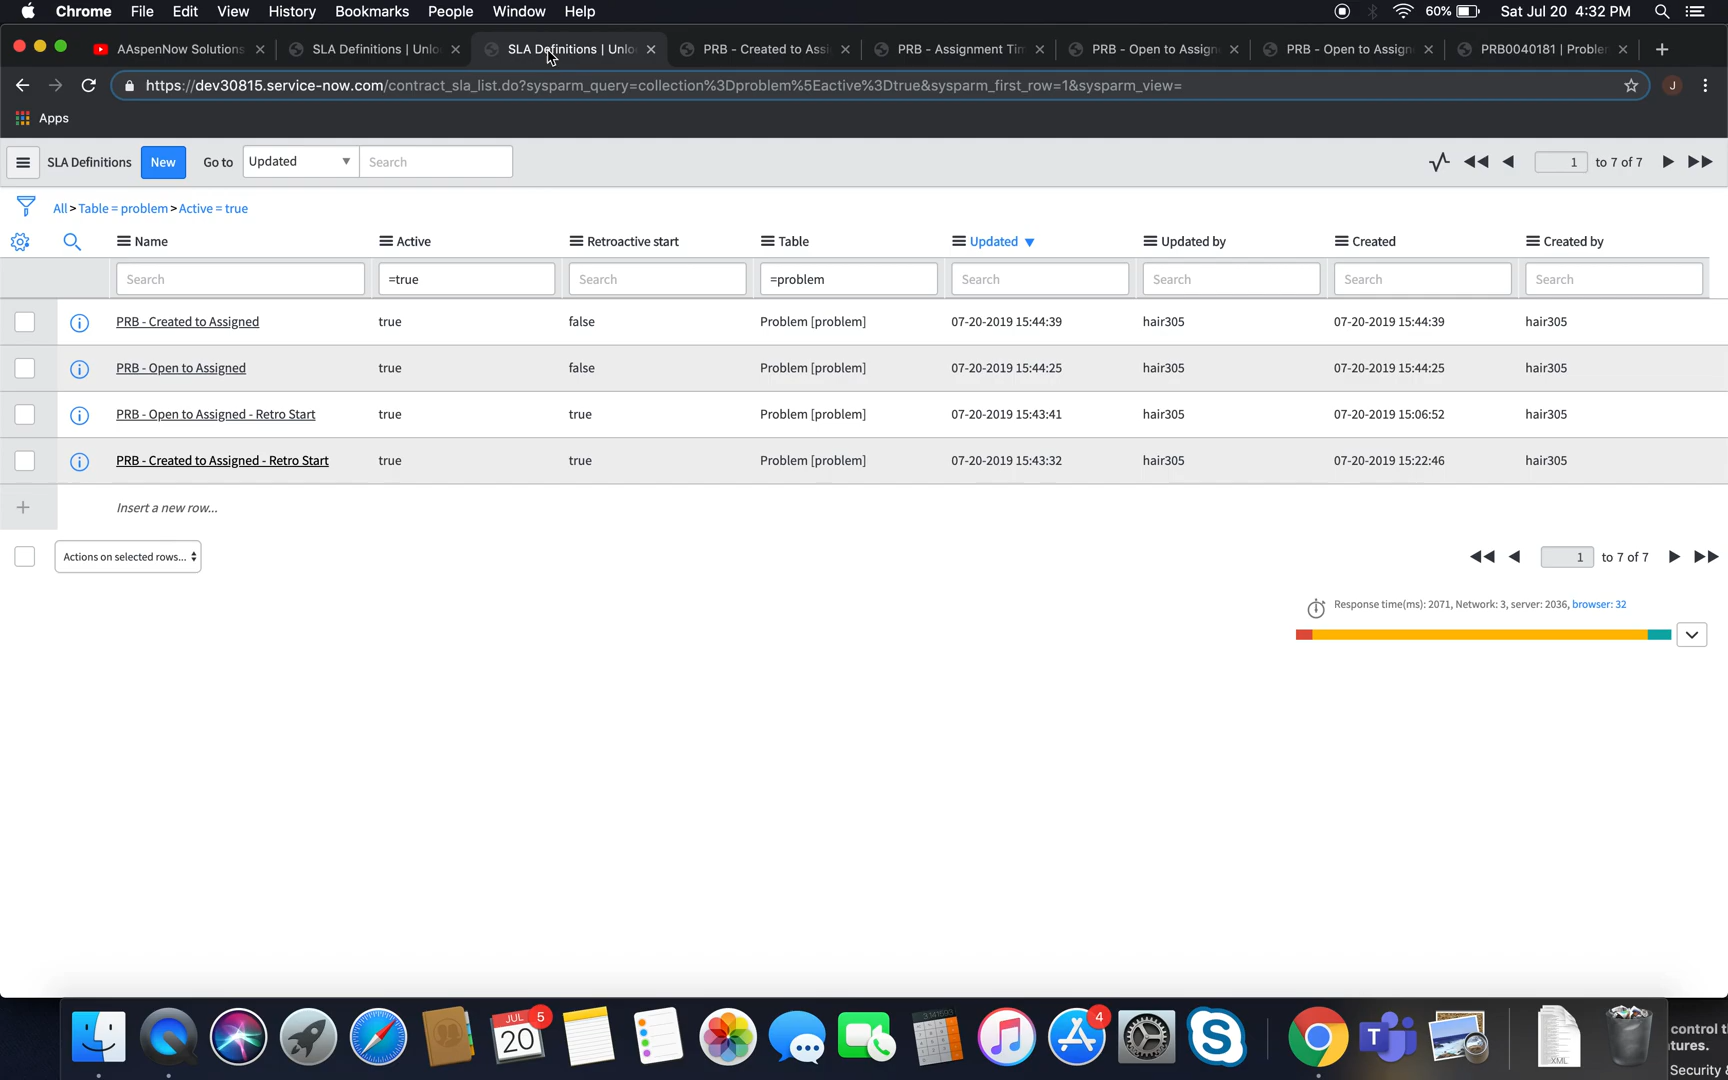 Chrome File Edit View History Bookmarks People Window Help 60% Sat Jul 20 4:32 PM
AAspenNow Solutions SLA Definitions | Unlo SLA Definitions | Unlo PRB - Created to Assi PRB - Assignment Tim PRB - Open to Assign PRB - Open to Assign PRB0040181 | Proble
https://dev30815.service-now.com/contract_sla_list.do?sysparm_query=collection%3Dproblem%5Eactive%3Dtrue&sysparm_first_row=1&sysparm_view= J
Apps
SLA Definitions New Go to Updated Search 1 to 7 of 7
All > Table = problem > Active = true
Name Active Retroactive start Table Updated Updated by Created Created by
Search =true Search =problem Search Search Search Search
PRB - Created to Assigned true false Problem [problem] 07-20-2019 15:44:39 hair305 07-20-2019 15:44:39 hair305
PRB - Open to Assigned true false Problem [problem] 07-20-2019 15:44:25 hair305 07-20-2019 15:44:25 hair305
PRB - Open to Assigned - Retro Start true true Problem [problem] 07-20-2019 15:43:41 hair305 07-20-2019 15:06:52 hair305
PRB - Created to Assigned - Retro Start true true Problem [problem] 07-20-2019 15:43:32 hair305 07-20-2019 15:22:46 hair305
Insert a new row...
Actions on selected rows... 1 to 7 of 7
Response time(ms): 2071, Network: 3, server: 2036, browser: 32
5 4
JUL
20
XML
control t
tures.
Security &